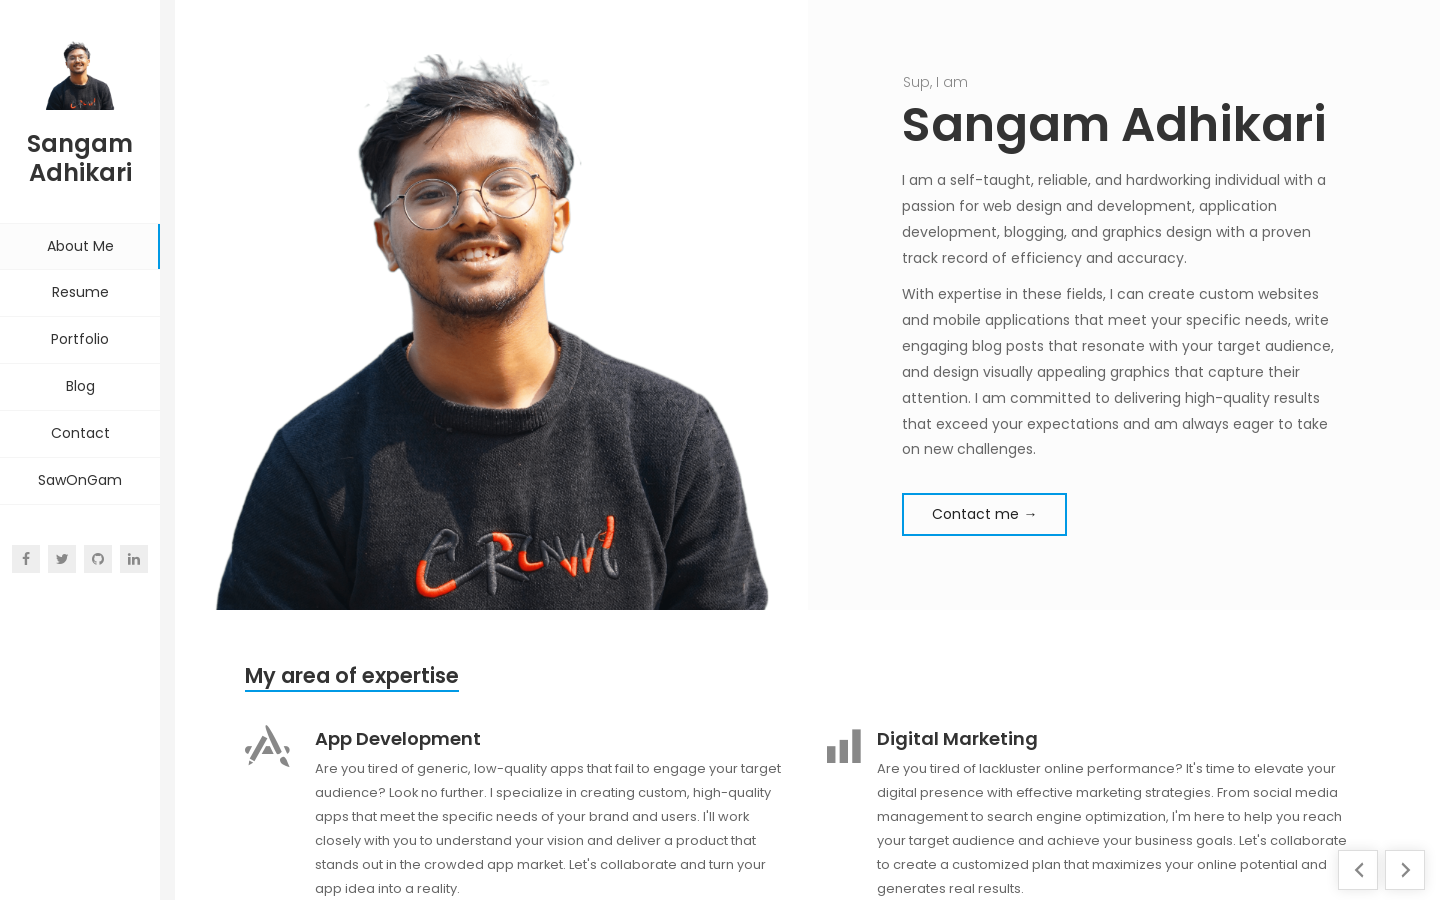 Sangam
Adhikari
About Me
Resume
Portfolio
Blog
Contact
SawOnGam
Sup, I am
Sangam Adhikari
I am a self-taught, reliable, and hardworking individual with a
passion for web design and development, application
development, blogging, and graphics design with a proven
track record of efficiency and accuracy.
With expertise in these fields, I can create custom websites
and mobile applications that meet your specific needs, write
engaging blog posts that resonate with your target audience,
and design visually appealing graphics that capture their
attention. I am committed to delivering high-quality results
that exceed your expectations and am always eager to take
on new challenges.
Contact me →
My area of expertise
App Development
Are you tired of generic, low-quality apps that fail to engage your target
audience? Look no further. I specialize in creating custom, high-quality
apps that meet the specific needs of your brand and users. I'll work
closely with you to understand your vision and deliver a product that
stands out in the crowded app market. Let's collaborate and turn your
app idea into a reality.
Digital Marketing
Are you tired of lackluster online performance? It's time to elevate your
digital presence with effective marketing strategies. From social media
management to search engine optimization, I'm here to help you reach
your target audience and achieve your business goals. Let's collaborate
to create a customized plan that maximizes your online potential and
generates real results.